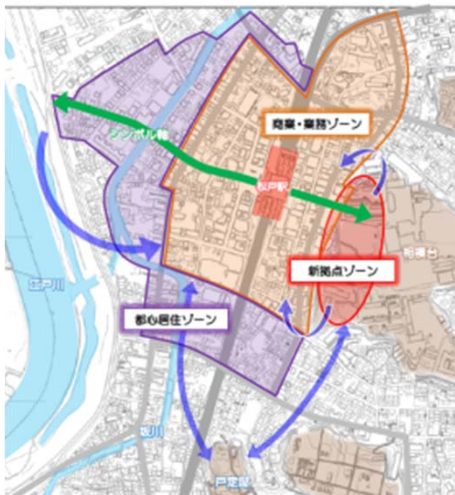 商業・業務ゾーン
シンボル軸
松戸駅
相模台
新拠点ゾーン
江戸川
都心居住ゾーン
坂川
戸定邸